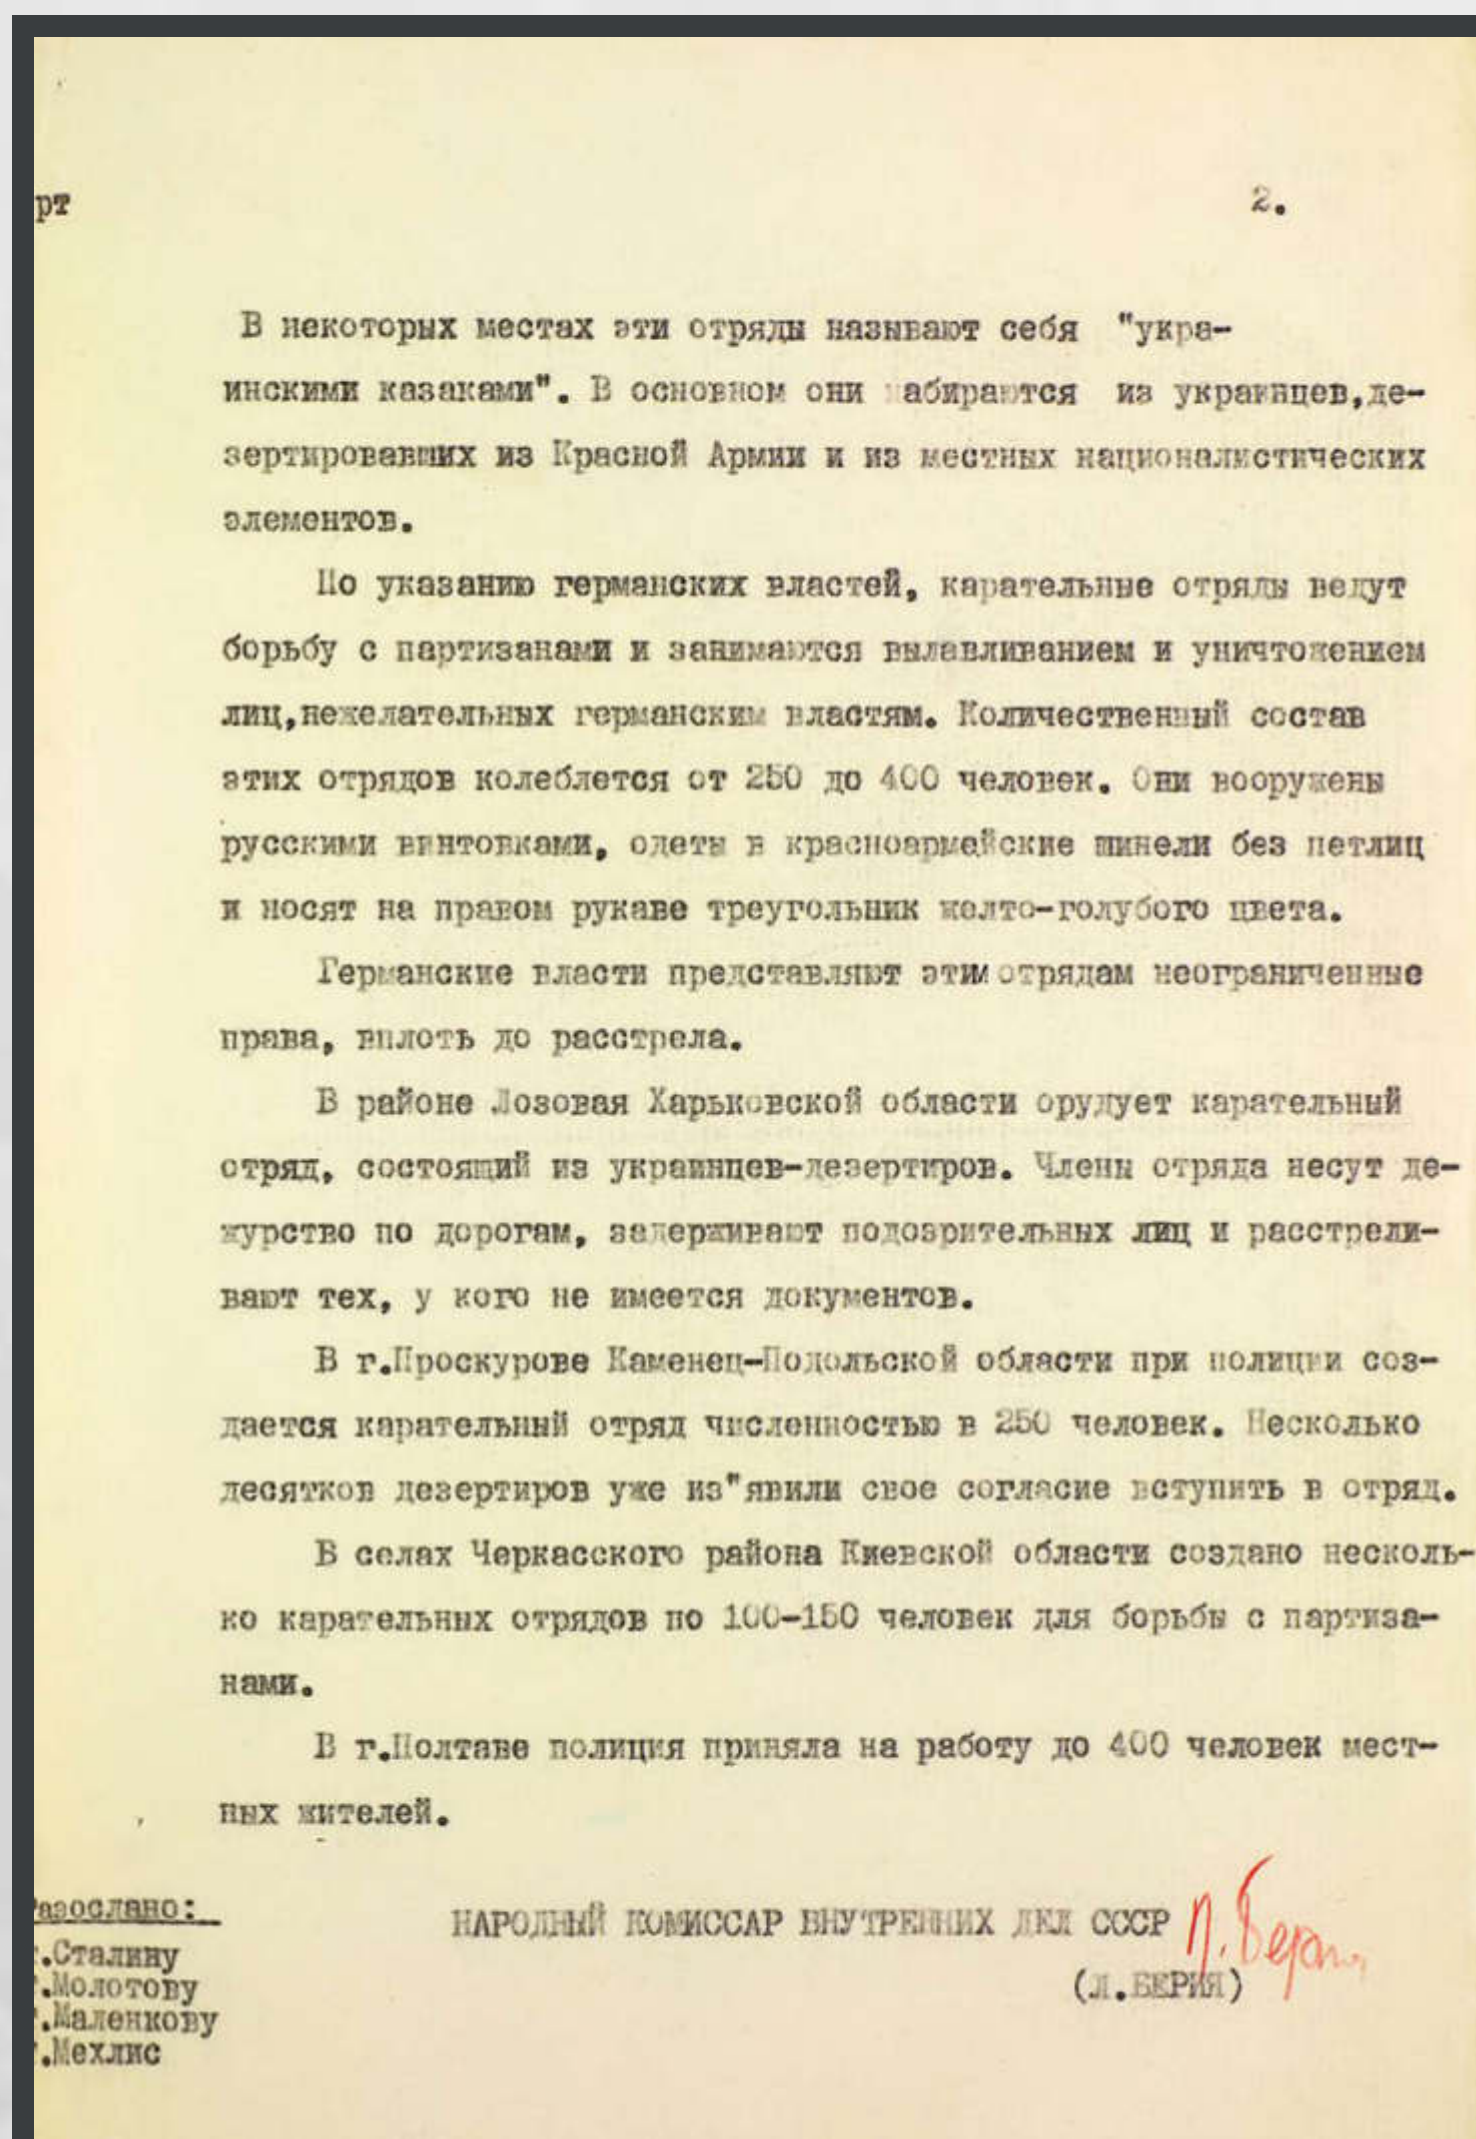 рт
2.
В некоторых местах эти отряды называют себя "укра-
инскими казаками". В основном они набираются из украинцев,де-
зертировавших из Красной Армии и из местных националистических
элементов.
По указанию германских властей, карательные отряды ведут
борьбу с партизанами и занимаются вылавливанием и уничтожением
лиц,нежелательных германским властям. Количественный состав
этих отрядов колеблется от 250 до 400 человек. Они вооружены
русскими винтовками, одеты в красноармейские шинели без петлиц
и носят на правом рукаве треугольник желто-голубого цвета.
Германские власти представляют этим отрядам неограниченные
права, вплоть до расстрела.
В районе Лозовая Харьковской области орудует карательный
отряд, состоящий из украинцев-дезертиров. Члены отряда несут де-
журство по дорогам, задерживают подозрительных лиц и расстрели-
вают тех, у кого не имеется документов.
В г.Проскурове Каменец-Подольской области при полиции соз-
дается карательный отряд численностью в 250 человек. Несколько
десятков дезертиров уже из"явили свое согласие вступить в отряд.
В селах Черкасского района Киевской области создано несколь-
ко карательных отрядов по 100-150 человек для борьбы с партиза-
нами.
В г.Полтаве полиция приняла на работу до 400 человек мест-
ных жителей.
Разослано:
т.Сталину
т.Молотову
т.Маленкову
т.Мехлис
НАРОДНЫЙ КОМИССАР ВНУТРЕННИХ ДЕЛ СССР Л. Берия
(Л.БЕРИЯ)